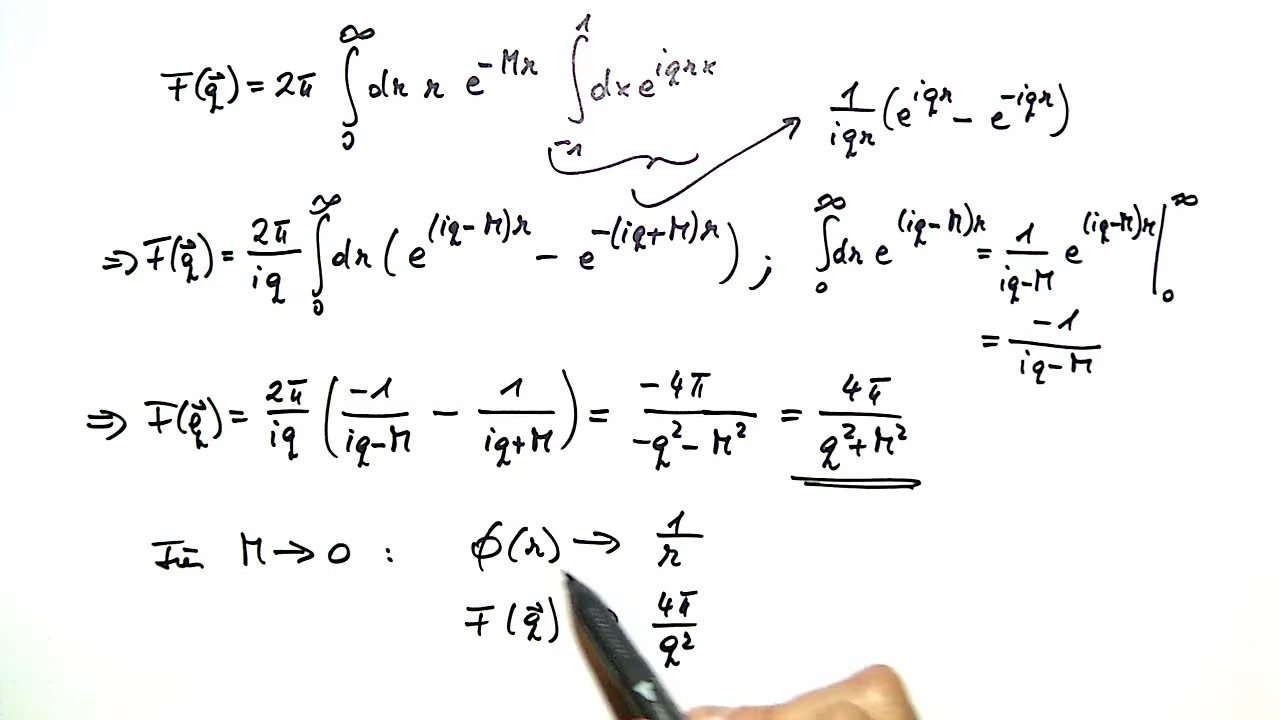 F(q⃗) = 2π ∫₀^∞ dr r e^{-Mr} ∫₋₁^1 dx e^{iqrx}
1/(iqr) (e^{iqr} - e^{-iqr})
⇒ F(q⃗) = 2π/(iq) ∫₀^∞ dr (e^{(iq-M)r} - e^{-(iq+M)r}) ; ∫₀^∞ dr e^{(iq-M)r} = 1/(iq-M) e^{(iq-M)r} |₀^∞
= -1/(iq-M)
⇒ F(q⃗) = 2π/(iq) (-1/(iq-M) - 1/(iq+M)) = -4π/(-q²-M²) = 4π/(q²+M²)
Für M → 0 : ϕ(r) → 1/r
F(q⃗) 4π/q²